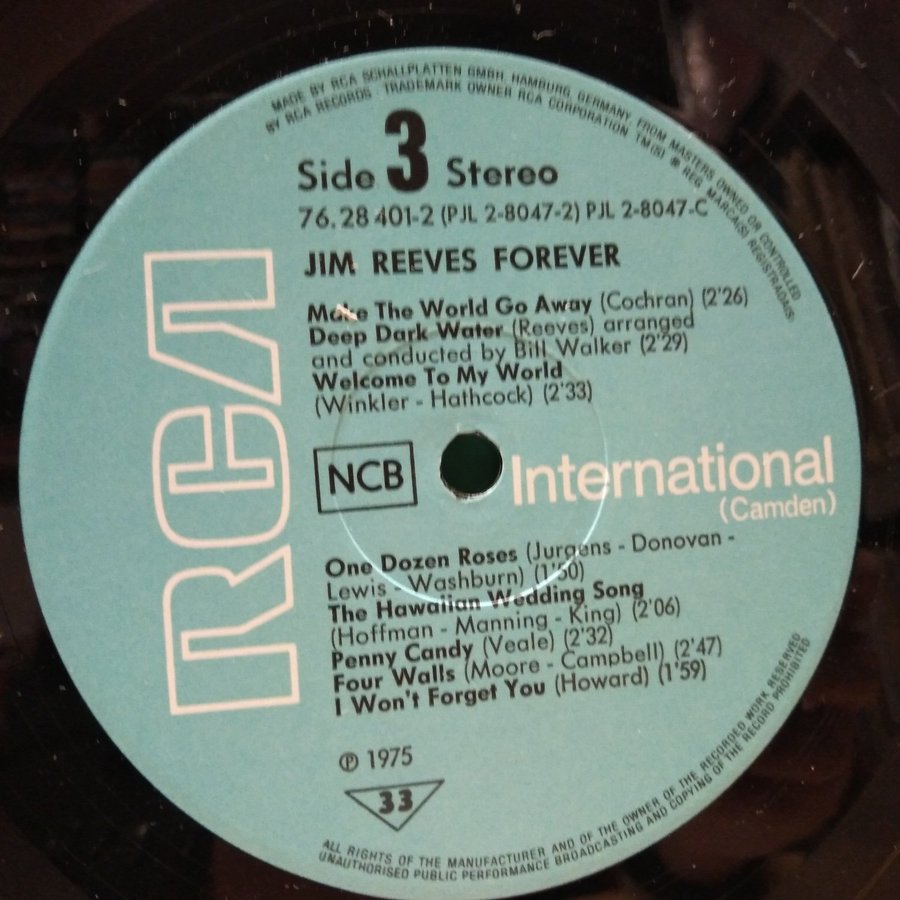 MADE BY RCA SCHALLPLATTEN GMBH, HAMBURG, GERMANY, FROM MASTERS OWNED OR CONTROLLED
BY RCA RECORDS · TRADEMARK OWNER RCA CORPORATION TM(S) ® REG. MARCA(S) REGISTRADA(S)
Side 3 Stereo
76.28 401-2 (PJL 2-8047-2) PJL 2-8047-C
JIM REEVES FOREVER
Make The World Go Away (Cochran) (2'26)
Deep Dark Water (Reeves) arranged
and conducted by Bill Walker (2'29)
Welcome To My World
(Winkler - Hathcock) (2'33)
RCA
NCB
International
(Camden)
One Dozen Roses (Jurgens - Donovan -
Lewis - Washburn) (1'50)
The Hawaiian Wedding Song
(Hoffman - Manning - King) (2'06)
Penny Candy (Veale) (2'32)
Four Walls (Moore - Campbell) (2'47)
I Won't Forget You (Howard) (1'59)
℗ 1975
33
ALL RIGHTS OF THE MANUFACTURER AND OF THE OWNER OF THE RECORDED WORK RESERVED
UNAUTHORISED PUBLIC PERFORMANCE BROADCASTING AND COPYING OF THE RECORD PROHIBITED